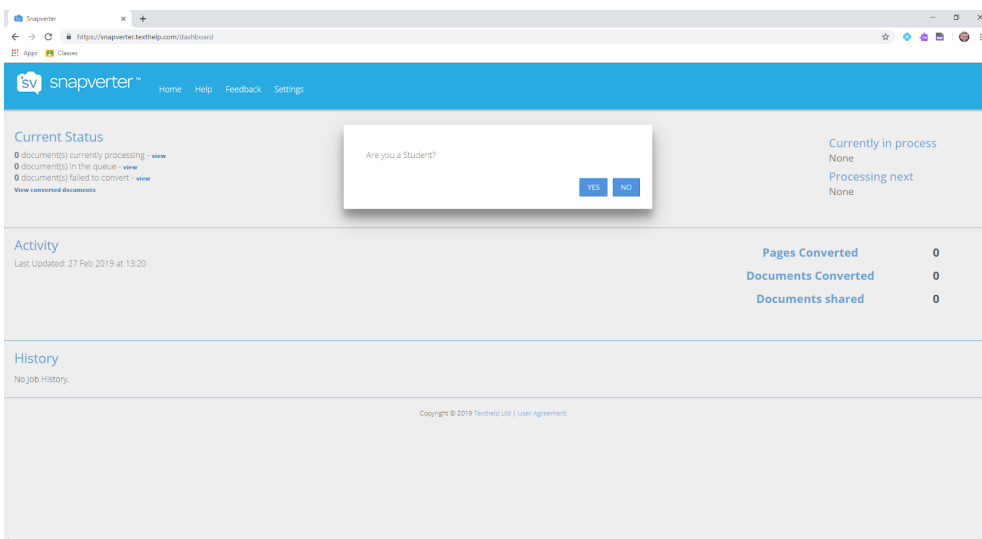 Snapverter
https://snapverter.texthelp.com/dashboard
Apps Classes
sv snapverter™ Home Help Feedback Settings
Current Status
0 document(s) currently processing - view
0 document(s) in the queue - view
0 document(s) failed to convert - view
View converted documents
Are you a Student?
YES NO
Currently in process
None
Processing next
None
Activity
Last Updated: 27 Feb 2019 at 13:20
Pages Converted 0
Documents Converted 0
Documents shared 0
History
No Job History.
Copyright © 2019 Texthelp Ltd | User Agreement.